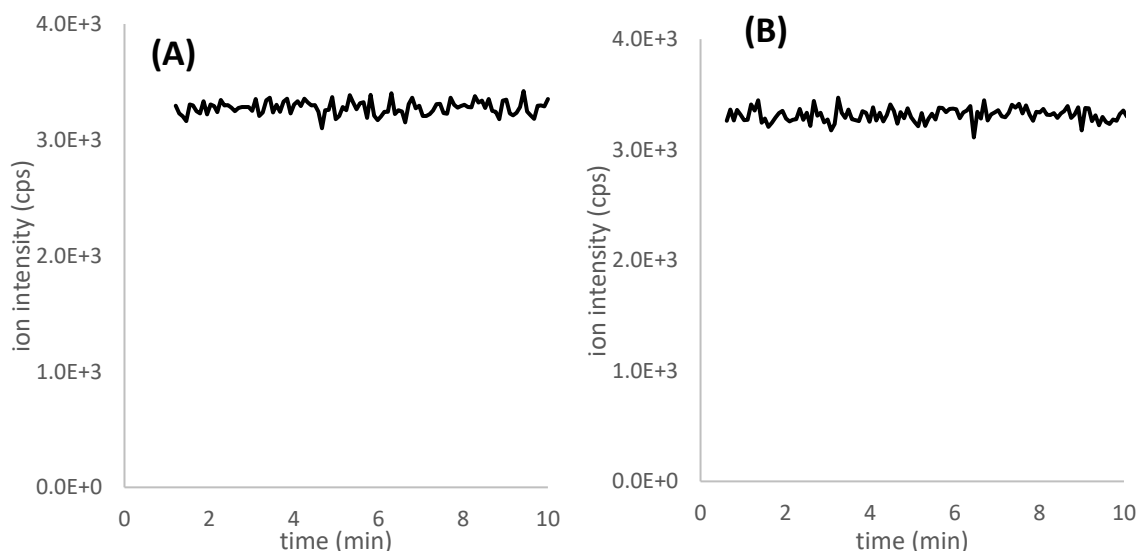 (A)
4.0E+3
3.0E+3
2.0E+3
1.0E+3
0.0E+0
ion intensity (cps)
0 2 4 6 8 10
time (min)
(B)
4.0E+3
3.0E+3
2.0E+3
1.0E+3
0.0E+0
ion intensity (cps)
0 2 4 6 8 10
time (min)